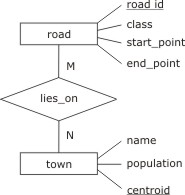 road id
class
road
start_point
end_point
M
lies_on
N
name
town
population
centroid